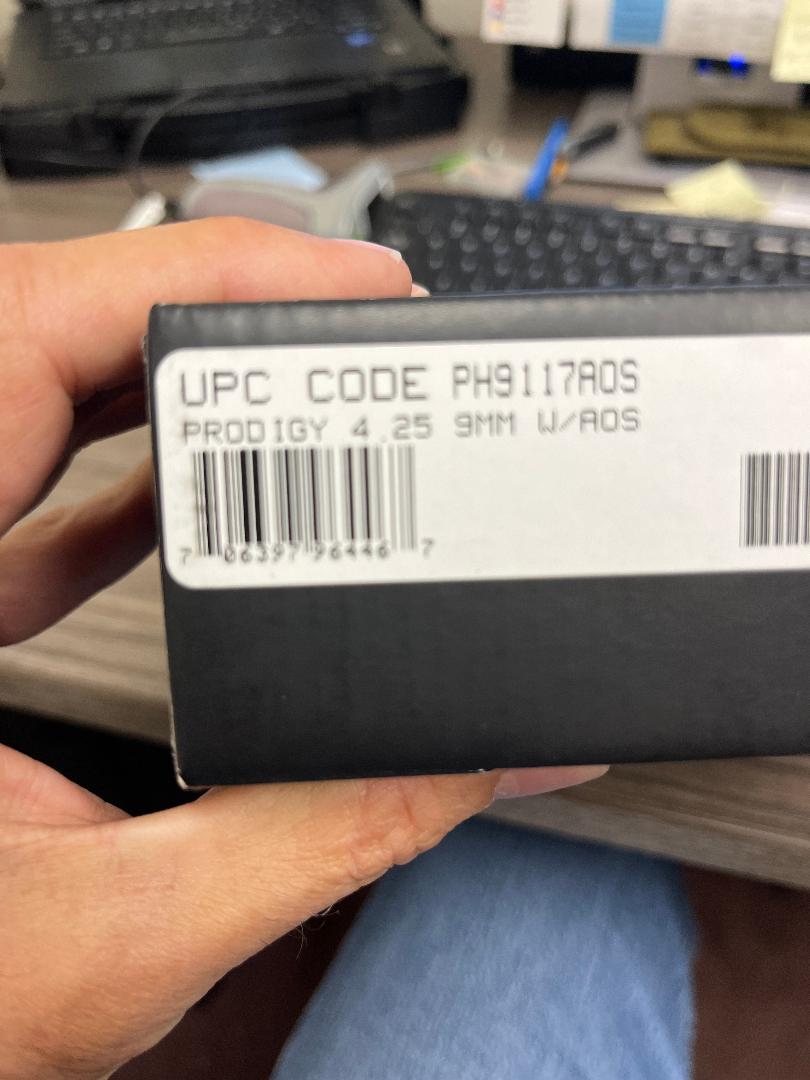 UPC CODE PH9117AOS
PRODIGY 4.25 9MM W/AOS
7 06397 96446 7